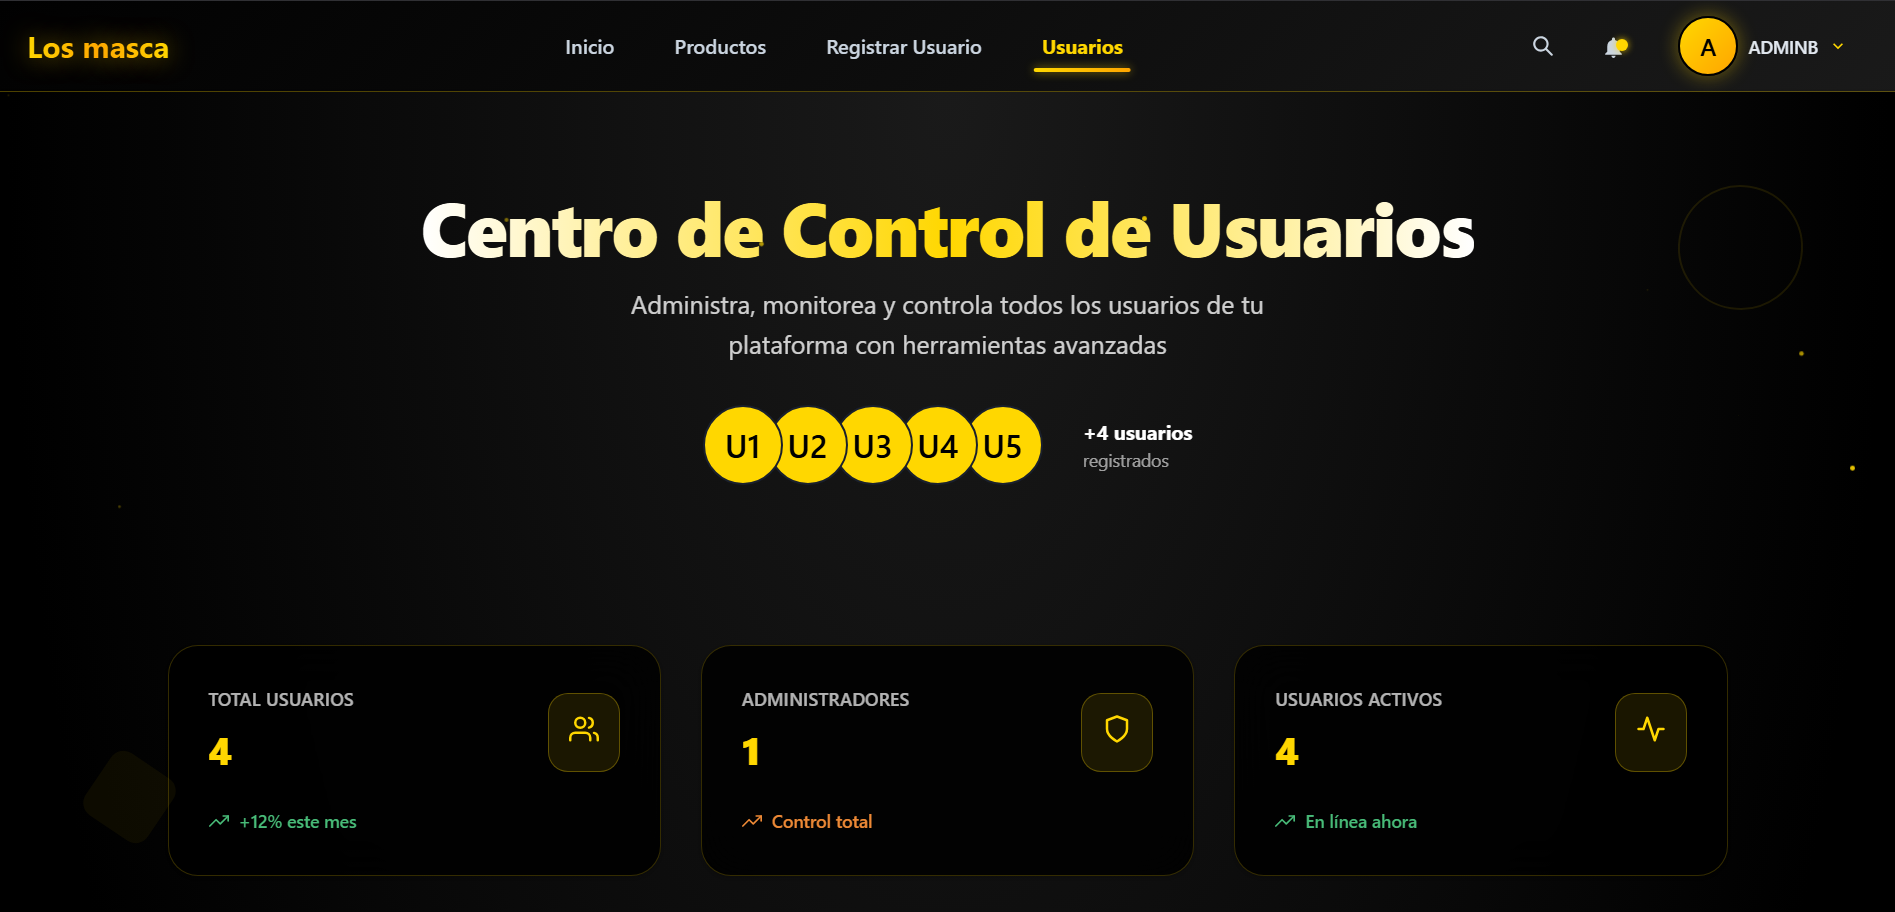 Los masca
Inicio
Productos
Registrar Usuario
Usuarios
A
ADMINB
Centro de Control de Usuarios
Administra, monitorea y controla todos los usuarios de tu
plataforma con herramientas avanzadas
U1 U2 U3 U4 U5
+4 usuarios
registrados
TOTAL USUARIOS
4
+12% este mes
ADMINISTRADORES
1
Control total
USUARIOS ACTIVOS
4
En línea ahora